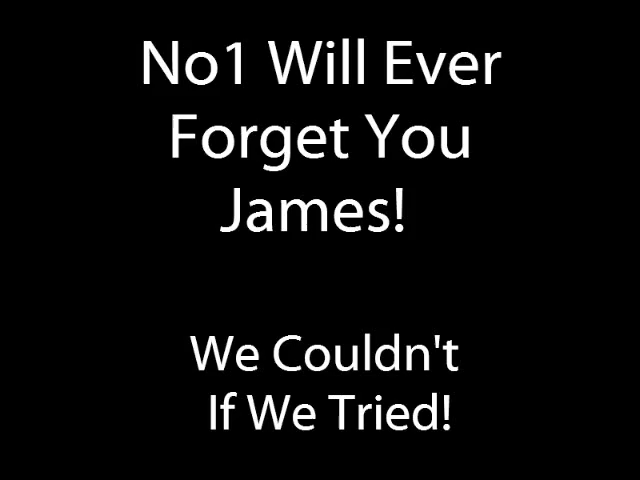 No1 Will Ever
Forget You
James!
We Couldn't
If We Tried!